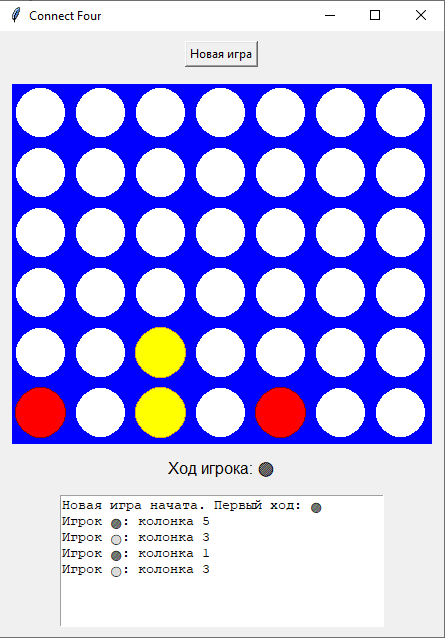 Connect Four
Новая игра
Ход игрока:
Новая игра начата. Первый ход:
Игрок : колонка 5
Игрок : колонка 3
Игрок : колонка 1
Игрок : колонка 3